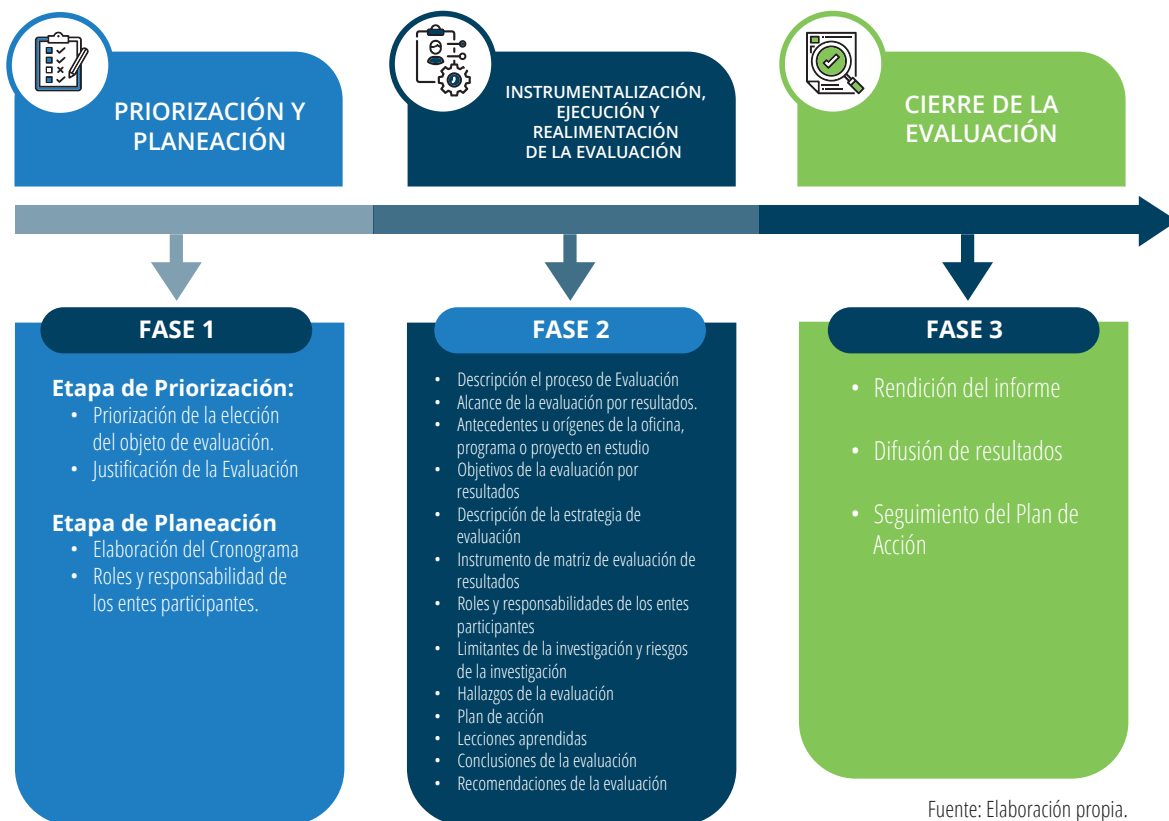 PRIORIZACIÓN Y
PLANEACIÓN
INSTRUMENTALIZACIÓN,
EJECUCIÓN Y
REALIMENTACIÓN
DE LA EVALUACIÓN
CIERRE DE LA
EVALUACIÓN
FASE 1
Etapa de Priorización:
• Priorización de la elección
del objeto de evaluación.
• Justificación de la Evaluación
Etapa de Planeación
• Elaboración del Cronograma
• Roles y responsabilidad de
los entes participantes.
FASE 2
• Descripción el proceso de Evaluación
• Alcance de la evaluación por resultados.
• Antecedentes u orígenes de la oficina,
programa o proyecto en estudio
• Objetivos de la evaluación por
resultados
• Descripción de la estrategia de
evaluación
• Instrumento de matriz de evaluación de
resultados
• Roles y responsabilidades de los entes
participantes
• Limitantes de la investigación y riesgos
de la investigación
• Hallazgos de la evaluación
• Plan de acción
• Lecciones aprendidas
• Conclusiones de la evaluación
• Recomendaciones de la evaluación
FASE 3
• Rendición del informe
• Difusión de resultados
• Seguimiento del Plan de
Acción
Fuente: Elaboración propia.